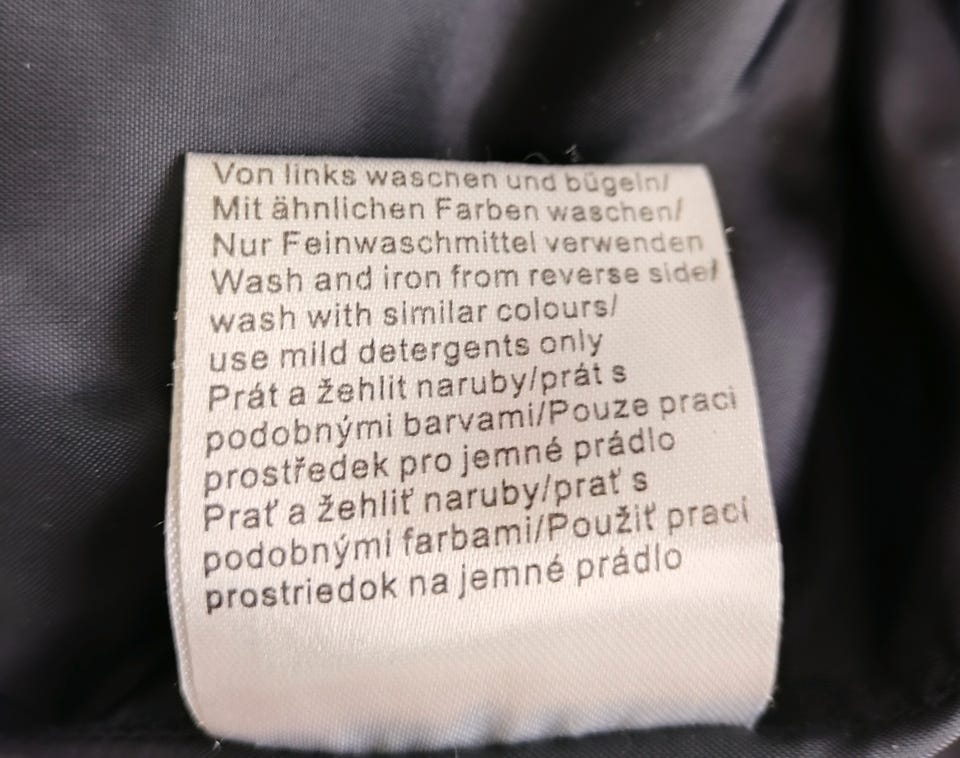 Von links waschen und bügeln/
Mit ähnlichen Farben waschen/
Nur Feinwaschmittel verwenden
Wash and iron from reverse side/
wash with similar colours/
use mild detergents only
Prát a žehlit naruby/prát s
podobnými barvami/Pouze prací
prostředek pro jemné prádlo
Prať a žehliť naruby/prať s
podobnými farbami/Použiť prací
prostriedok na jemné prádlo